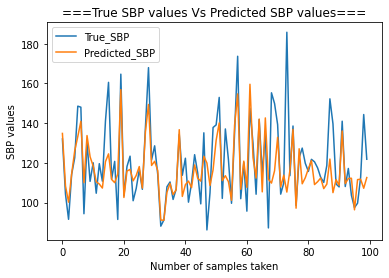 ===True SBP values Vs Predicted SBP values===
True_SBP
Predicted_SBP
SBP values
180
160
140
120
100
0
20
40
60
80
100
Number of samples taken